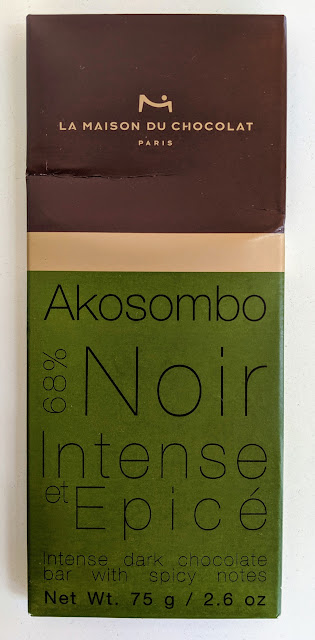 LA MAISON DU CHOCOLAT
PARIS
Akosombo
68% Noir
Intense
et Epicé
Intense dark chocolate
bar with spicy notes
Net Wt. 75 g / 2.6 oz